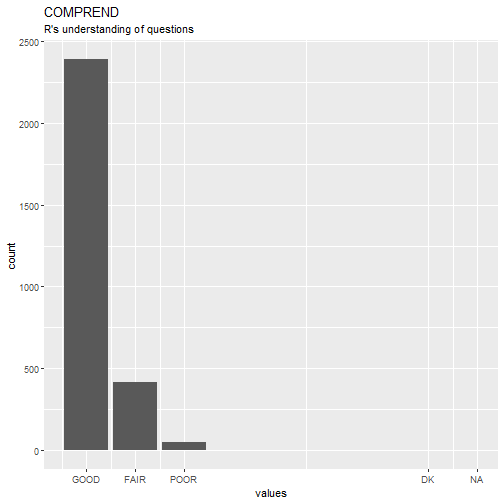 COMPREND
R's understanding of questions
2500
2000
1500
1000
500
0
count
GOOD FAIR POOR DK NA
values